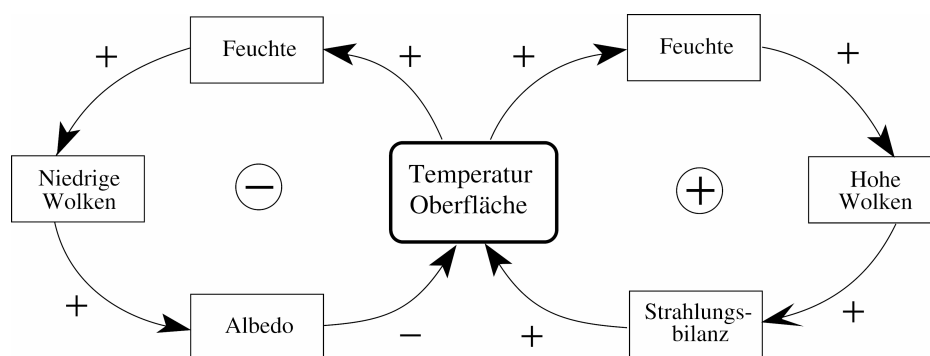 +
Feuchte
+
+
Feuchte
+
Niedrige
Wolken
−
Temperatur
Oberfläche
+
Hohe
Wolken
+
Albedo
−
+
Strahlungs-
bilanz
+